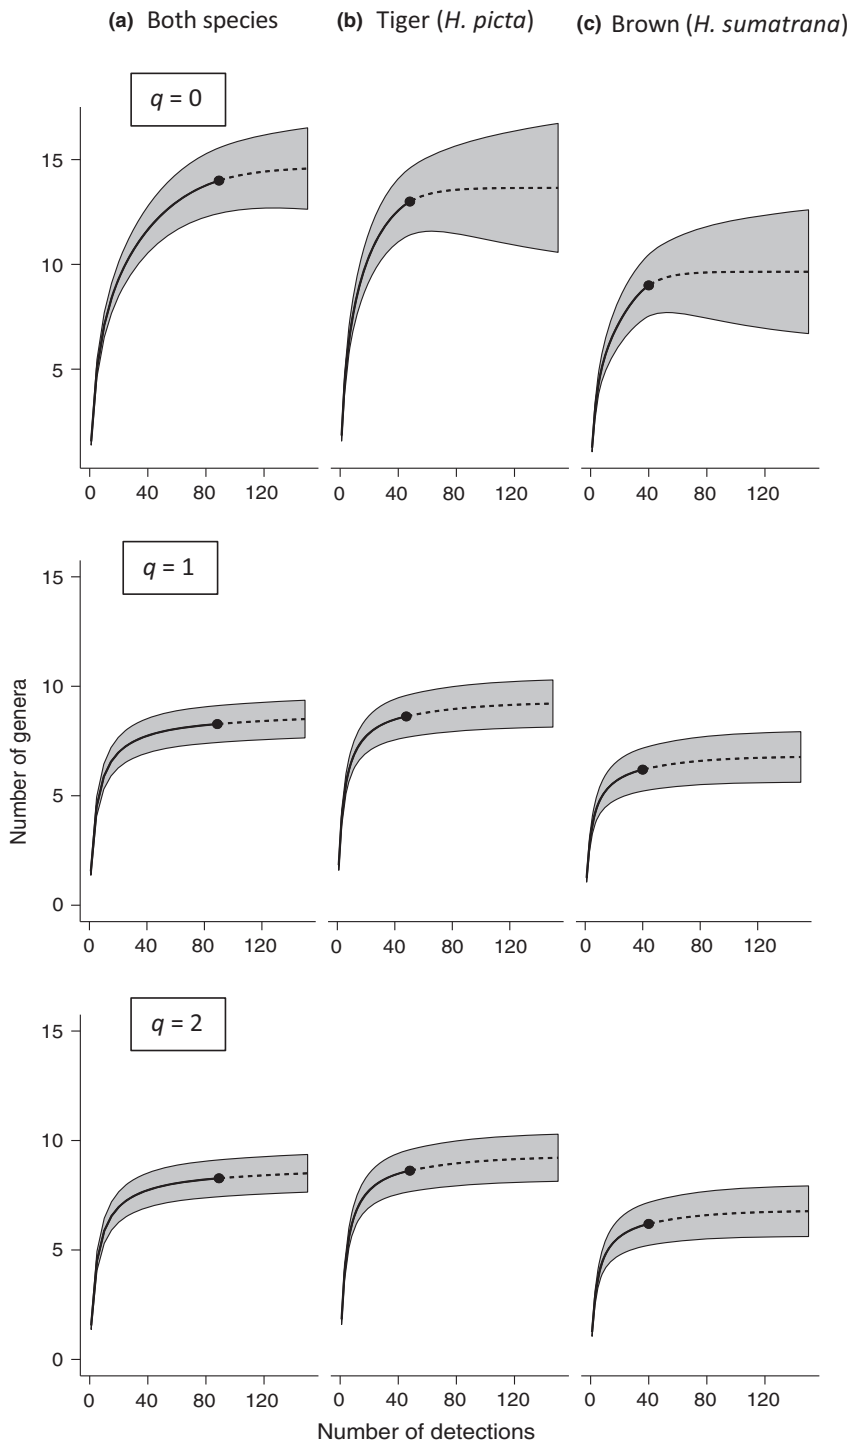 (a) Both species (b) Tiger (H. picta) (c) Brown (H. sumatrana)
q = 0
15
10
5
0 40 80 120 0 40 80 120 0 40 80 120
q = 1
15
10
5
0
0 40 80 120 0 40 80 120 0 40 80 120
Number of genera
q = 2
15
10
5
0
0 40 80 120 0 40 80 120 0 40 80 120
Number of detections